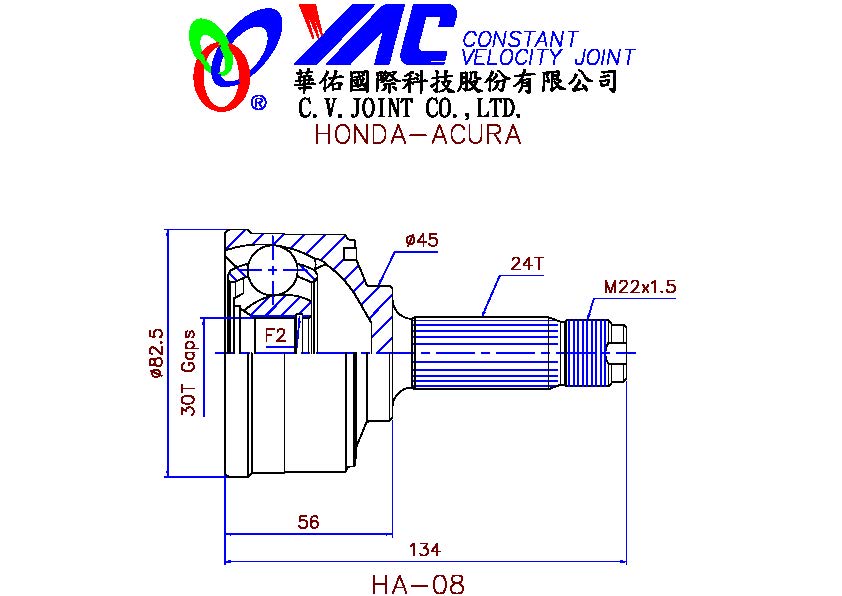 YAC CONSTANT
VELOCITY JOINT
®
華佑國際科技股份有限公司
C.V.JOINT CO.,LTD.
HONDA-ACURA
ø45
24T
M22x1.5
F2
ø82.5
30T Gaps
56
134
HA-08